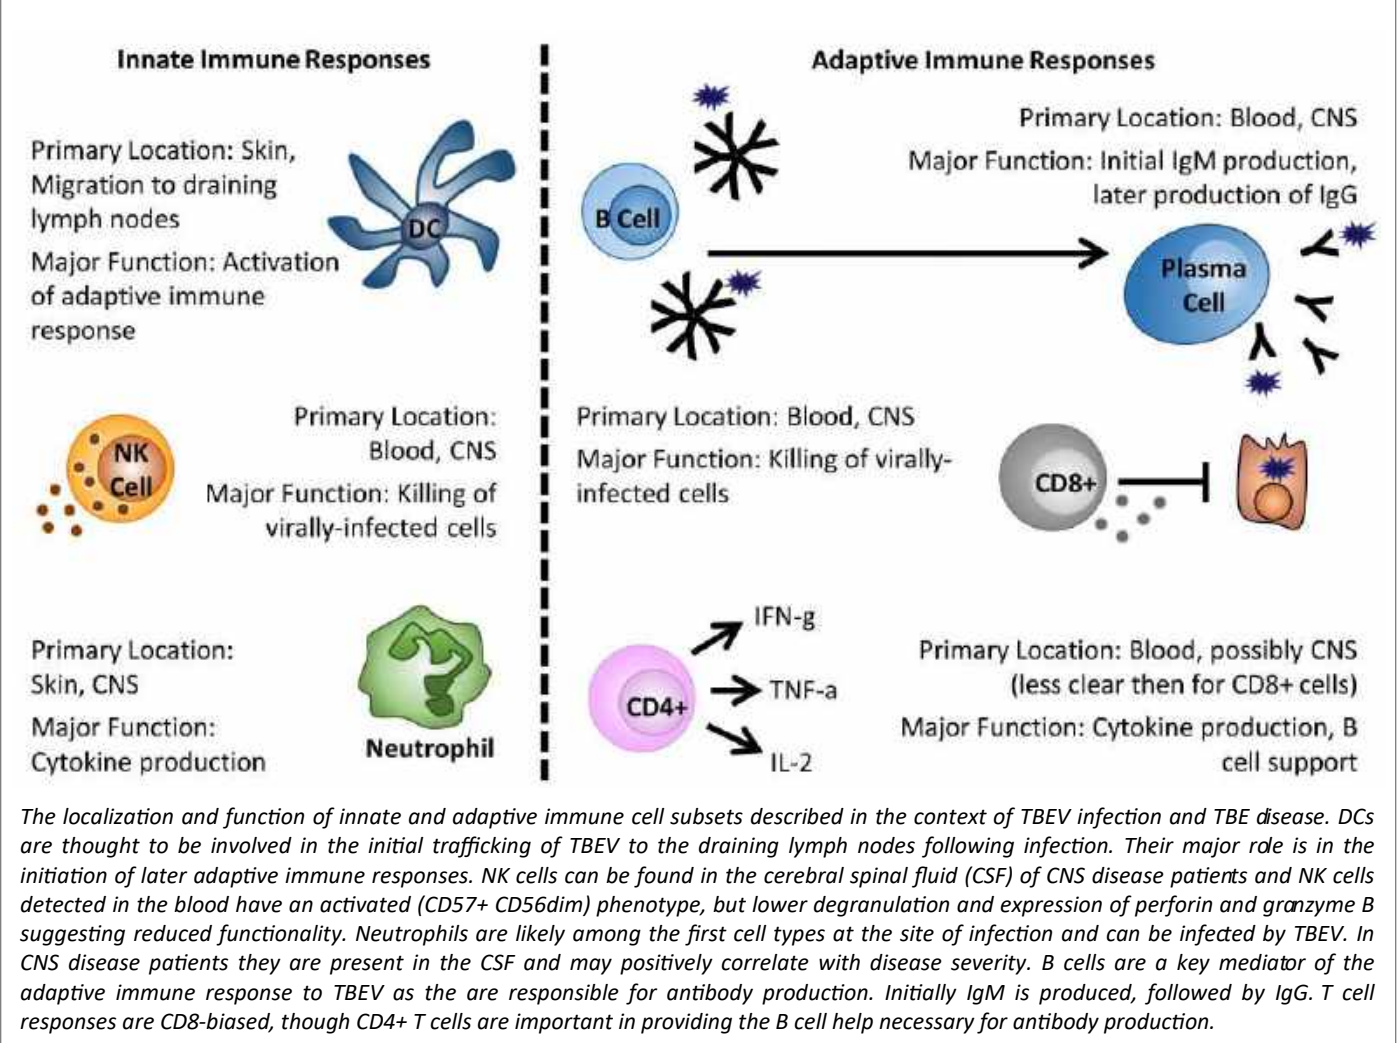 Innate Immune Responses
Primary Location: Skin,
Migration to draining
lymph nodes
Major Function: Activation
of adaptive immune
response
DC
NK
Cell
Primary Location:
Blood, CNS
Major Function: Killing of
virally-infected cells
Primary Location:
Skin, CNS
Major Function:
Cytokine production
Neutrophil
Adaptive Immune Responses
B Cell
Primary Location: Blood, CNS
Major Function: Initial IgM production,
later production of IgG
Plasma
Cell
Primary Location: Blood, CNS
Major Function: Killing of virally-
infected cells
CD8+
CD4+
IFN-g
TNF-a
IL-2
Primary Location: Blood, possibly CNS
(less clear then for CD8+ cells)
Major Function: Cytokine production, B
cell support
The localization and function of innate and adaptive immune cell subsets described in the context of TBEV infection and TBE disease. DCs
are thought to be involved in the initial trafficking of TBEV to the draining lymph nodes following infection. Their major role is in the
initiation of later adaptive immune responses. NK cells can be found in the cerebral spinal fluid (CSF) of CNS disease patients and NK cells
detected in the blood have an activated (CD57+ CD56dim) phenotype, but lower degranulation and expression of perforin and granzyme B
suggesting reduced functionality. Neutrophils are likely among the first cell types at the site of infection and can be infected by TBEV. In
CNS disease patients they are present in the CSF and may positively correlate with disease severity. B cells are a key mediator of the
adaptive immune response to TBEV as the are responsible for antibody production. Initially IgM is produced, followed by IgG. T cell
responses are CD8-biased, though CD4+ T cells are important in providing the B cell help necessary for antibody production.